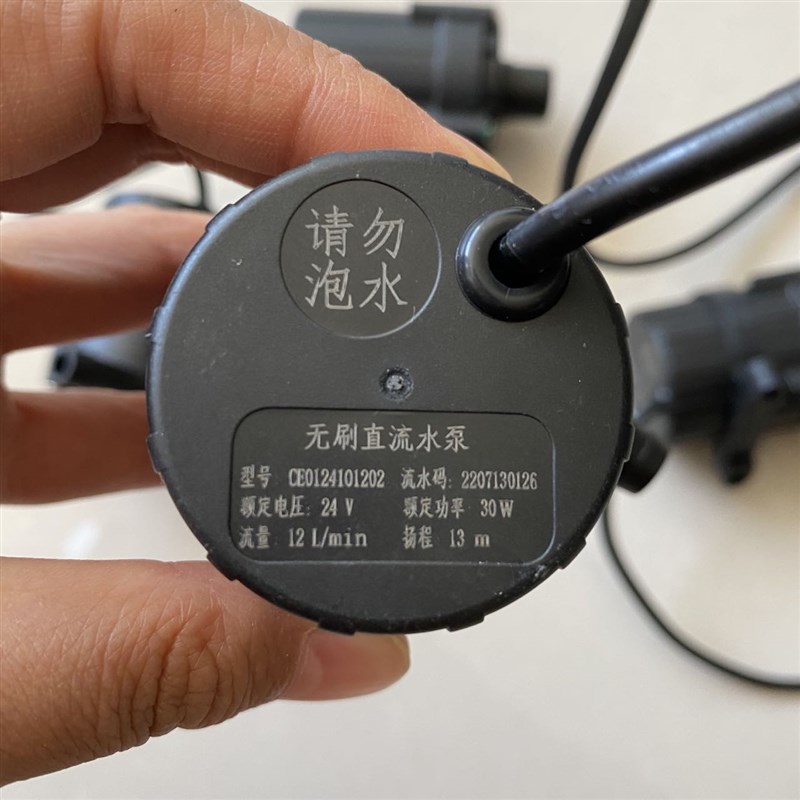 请勿
泡水
无刷直流水泵
型号 CE0124101202 流水码: 2207130126
额定电压: 24 V 额定功率 30W
流量: 12 L/min 扬程 13 m